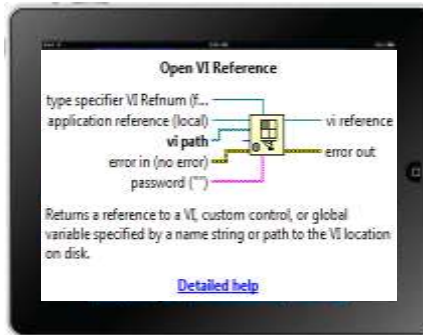 Open VI Reference
type specifier VI Refnum (f...
application reference (local)
vi reference
vi path
error out
error in (no error)
password ("")
Returns a reference to a VI, custom control, or global
variable specified by a name string or path to the VI location
on disk.
Detailed help